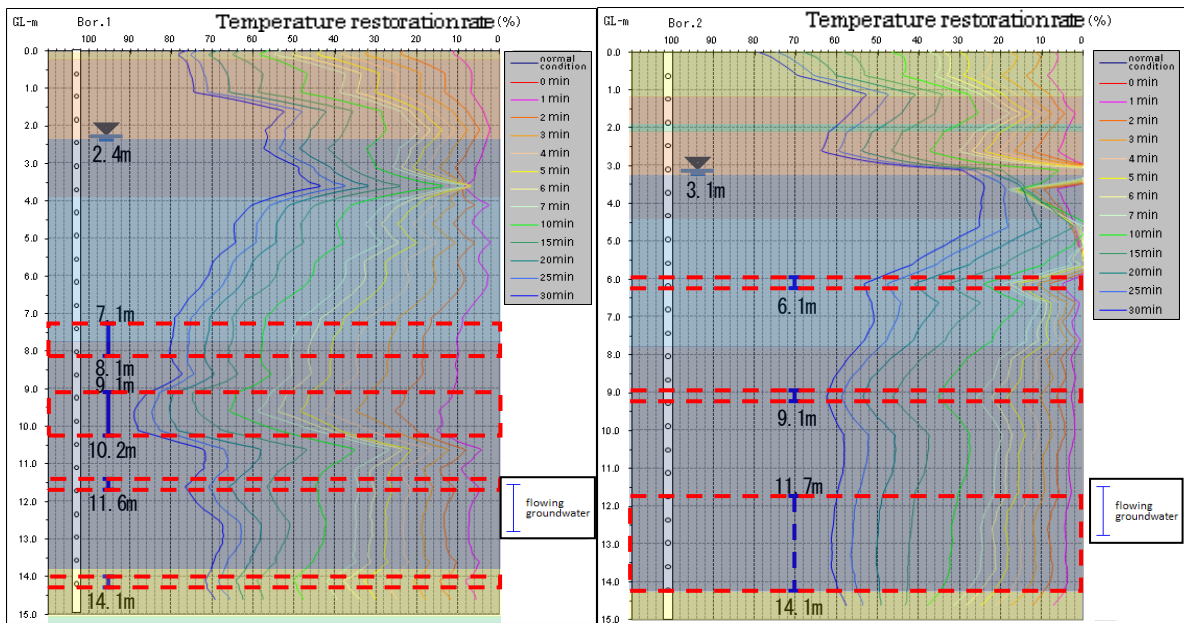 GL-m Bor.1 Temperature restoration rate (%)
100 90 80 70 60 50 40 30 20 10 0
0.0
1.0
2.0
3.0
4.0
5.0
6.0
7.0
8.0
9.0
10.0
11.0
12.0
13.0
14.0
15.0
2.4m
7.1m
8.1m
9.1m
10.2m
11.6m
14.1m
normal
condition
0 min
1 min
2 min
3 min
4 min
5 min
6 min
7 min
10min
15min
20min
25min
30min
flowing
groundwater
GL-m Bor.2 Temperature restoration rate (%)
100 90 80 70 60 50 40 30 20 10 0
0.0
1.0
2.0
3.0
4.0
5.0
6.0
7.0
8.0
9.0
10.0
11.0
12.0
13.0
14.0
15.0
3.1m
6.1m
9.1m
11.7m
14.1m
normal
condition
0 min
1 min
2 min
3 min
4 min
5 min
6 min
7 min
10min
15min
20min
25min
30min
flowing
groundwater